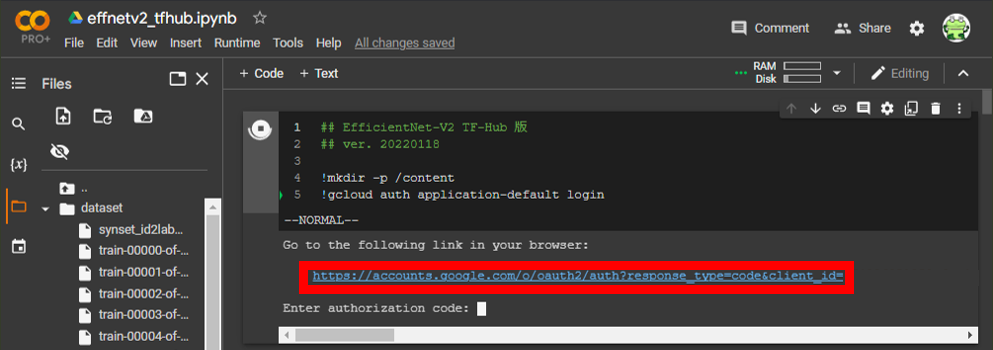 effnetv2_tfhub.ipynb
PRO+
File Edit View Insert Runtime Tools Help All changes saved
Comment Share
Files
+ Code + Text
RAM
Disk
Editing
{x}
..
dataset
synset_id2lab...
train-00000-of-...
train-00001-of-...
train-00002-of-...
train-00003-of-...
train-00004-of-...
1 ## EfficientNet-V2 TF-Hub 版
2 ## ver. 20220118
3
4 !mkdir -p /content
5 !gcloud auth application-default login
--NORMAL--
Go to the following link in your browser:
https://accounts.google.com/o/oauth2/auth?response_type=code&client_id=
Enter authorization code: